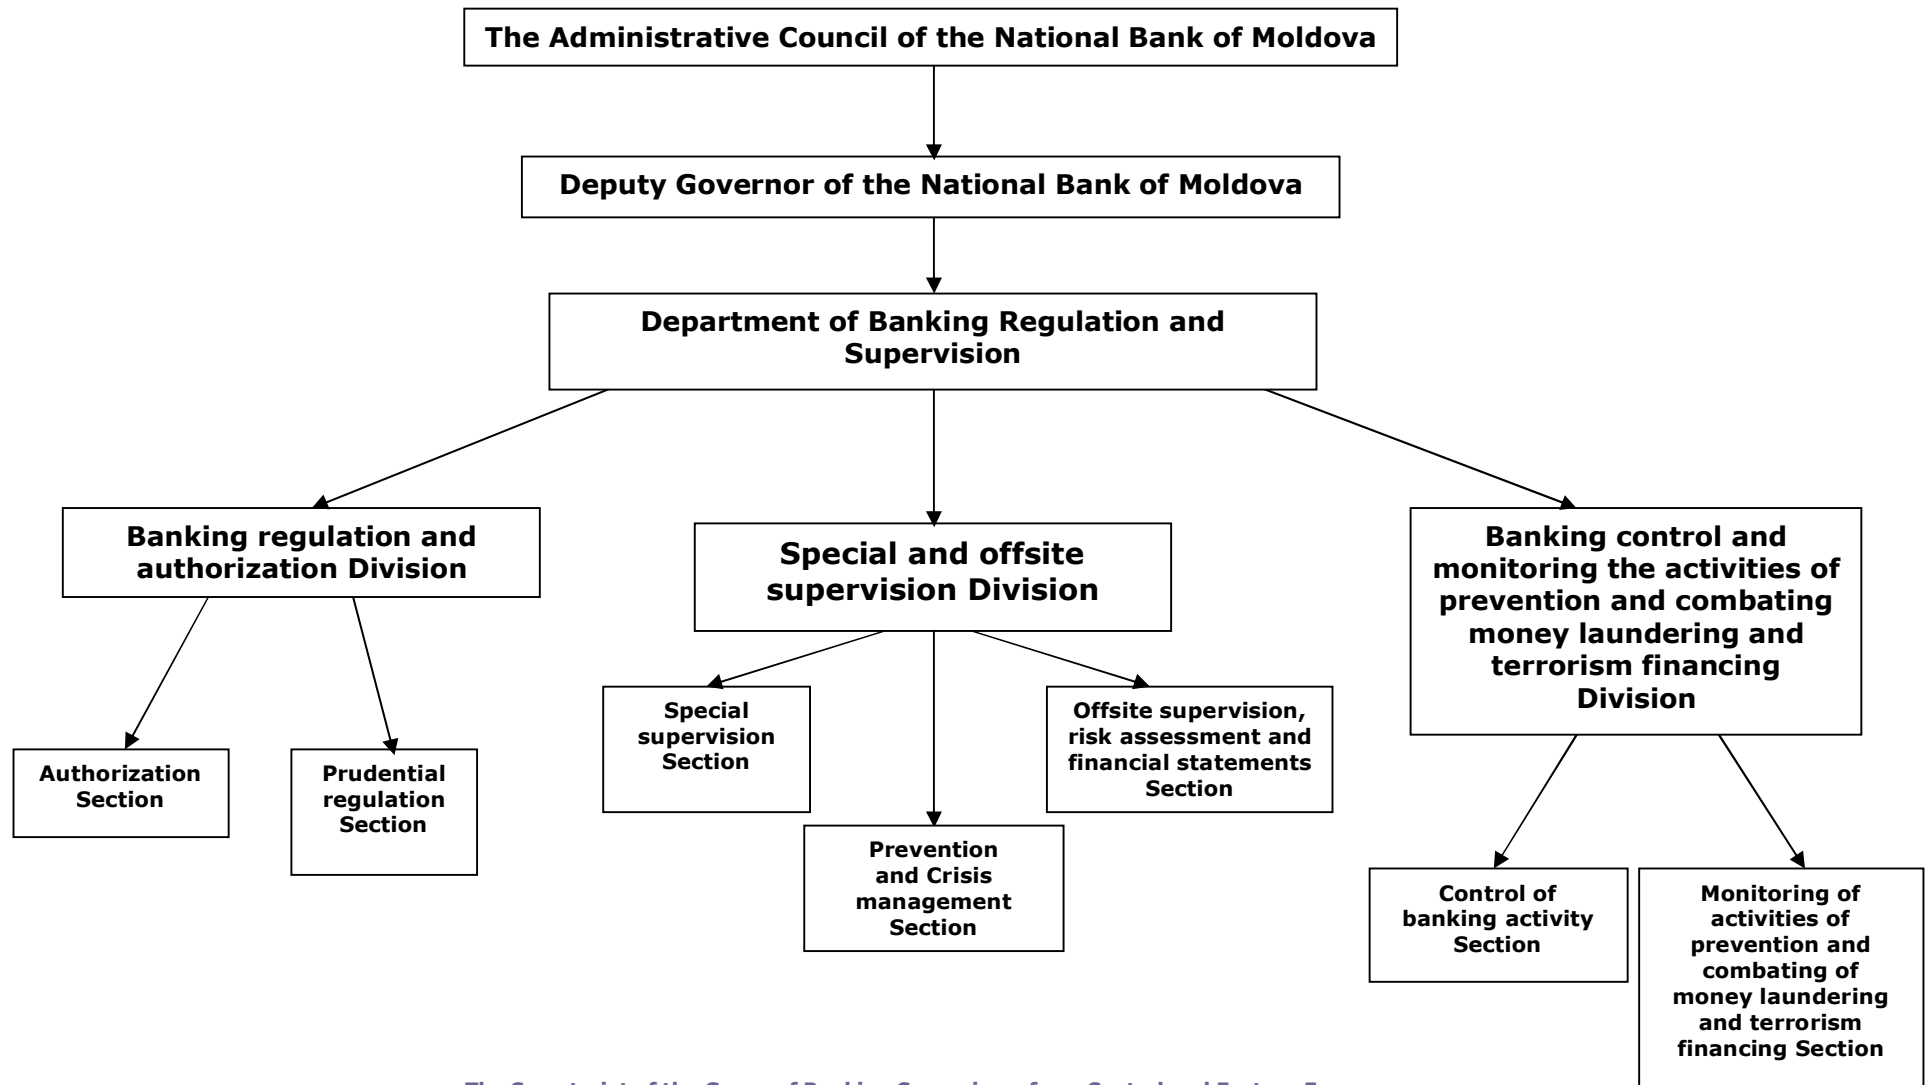 The Administrative Council of the National Bank of Moldova
Deputy Governor of the National Bank of Moldova
Department of Banking Regulation and
Supervision
Banking regulation and
authorization Division
Special and offsite
supervision Division
Banking control and
monitoring the activities of
prevention and combating
money laundering and
terrorism financing
Division
Authorization
Section
Prudential
regulation
Section
Special
supervision
Section
Prevention
and Crisis
management
Section
Offsite supervision,
risk assessment and
financial statements
Section
Control of
banking activity
Section
Monitoring of
activities of
prevention and
combating of
money laundering
and terrorism
financing Section